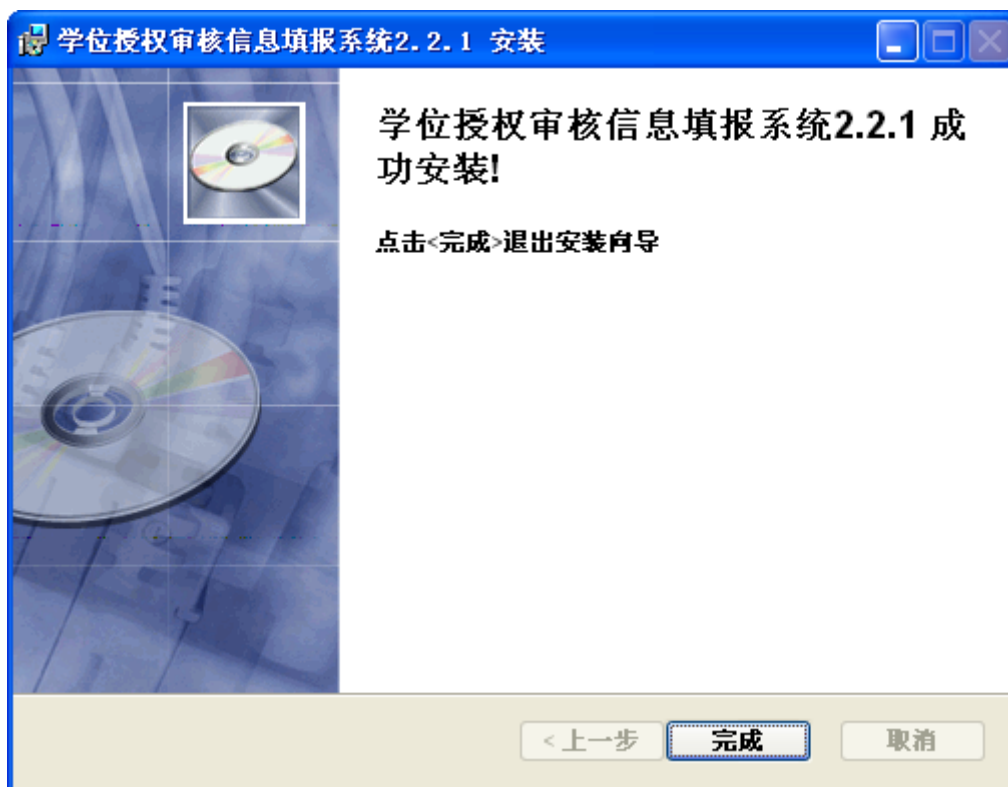 学位授权审核信息填报系统2.2.1 安装
学位授权审核信息填报系统2.2.1 成
功安装!
点击<完成>退出安装向导
<上一步
完成
取消